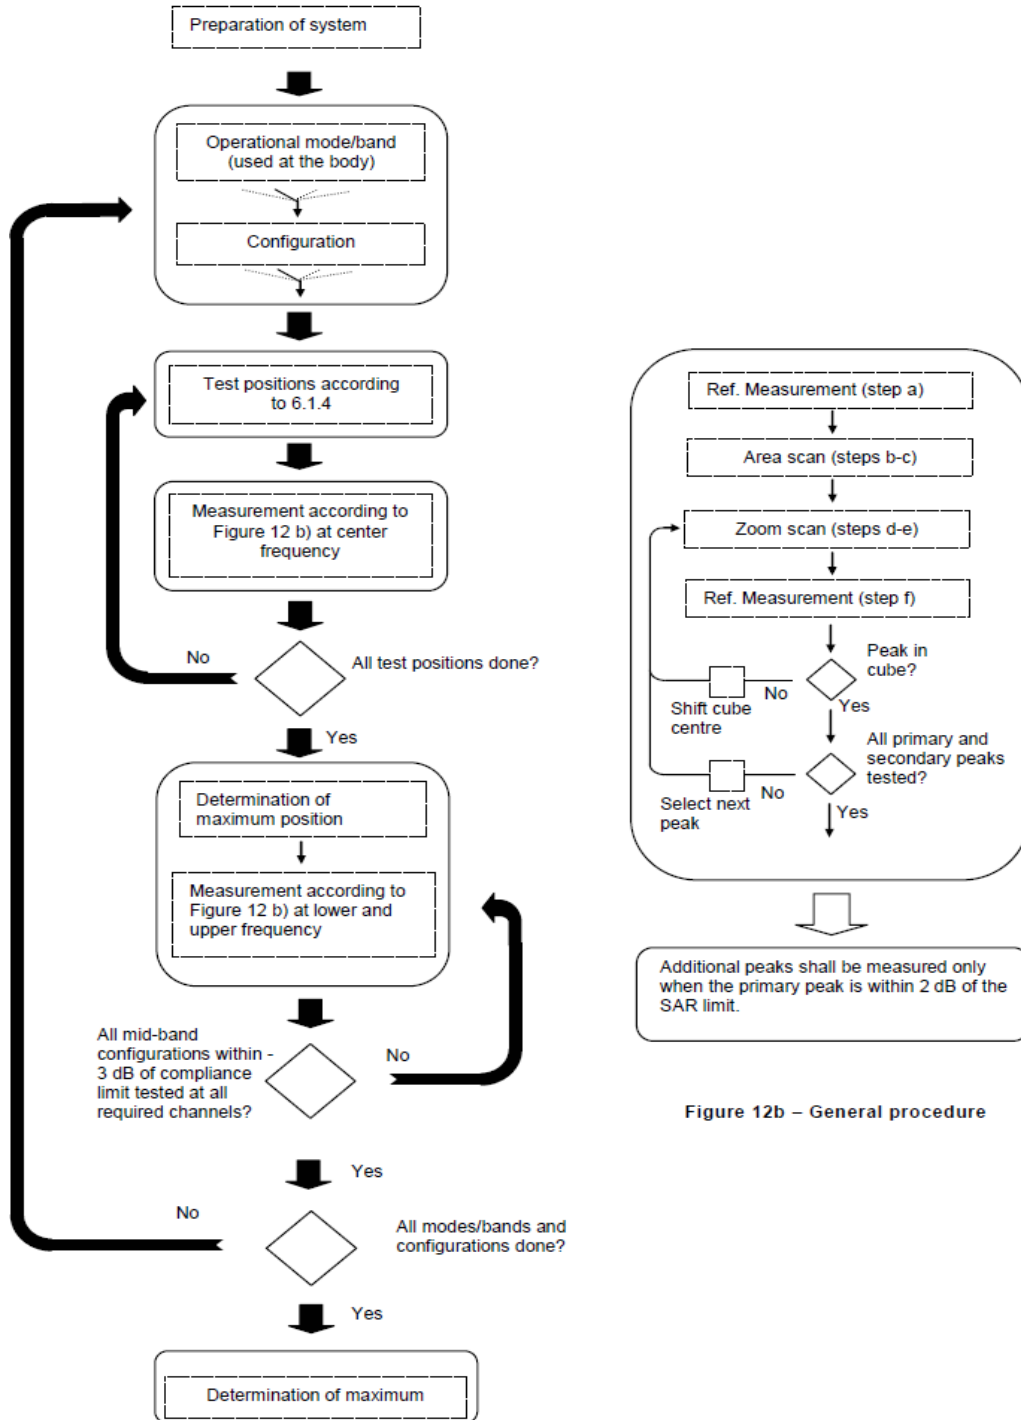 Preparation of system
Operational mode/band
(used at the body)
Configuration
Test positions according
to 6.1.4
Measurement according to
Figure 12 b) at center
frequency
No
All test positions done?
Yes
Determination of
maximum position
Measurement according to
Figure 12 b) at lower and
upper frequency
All mid-band
configurations within -
3 dB of compliance
limit tested at all
required channels?
No
Yes
No
All modes/bands and
configurations done?
Yes
Determination of maximum
Ref. Measurement (step a)
Area scan (steps b-c)
Zoom scan (steps d-e)
Ref. Measurement (step f)
Peak in
cube?
No
Shift cube
centre
Yes
All primary and
secondary peaks
tested?
No
Select next
peak
Yes
Additional peaks shall be measured only
when the primary peak is within 2 dB of the
SAR limit.
Figure 12b – General procedure